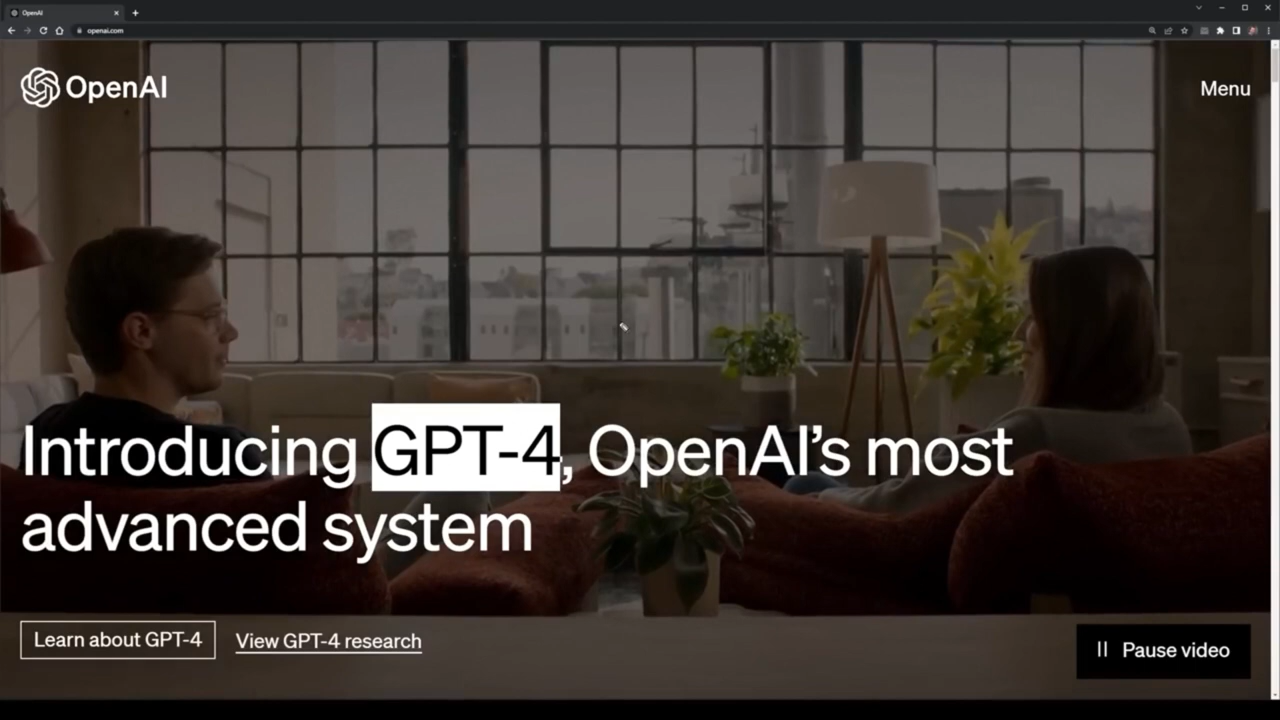 OpenAI
openai.com
OpenAI
Menu
Introducing GPT-4, OpenAI’s most
advanced system
Learn about GPT-4
View GPT-4 research
Pause video